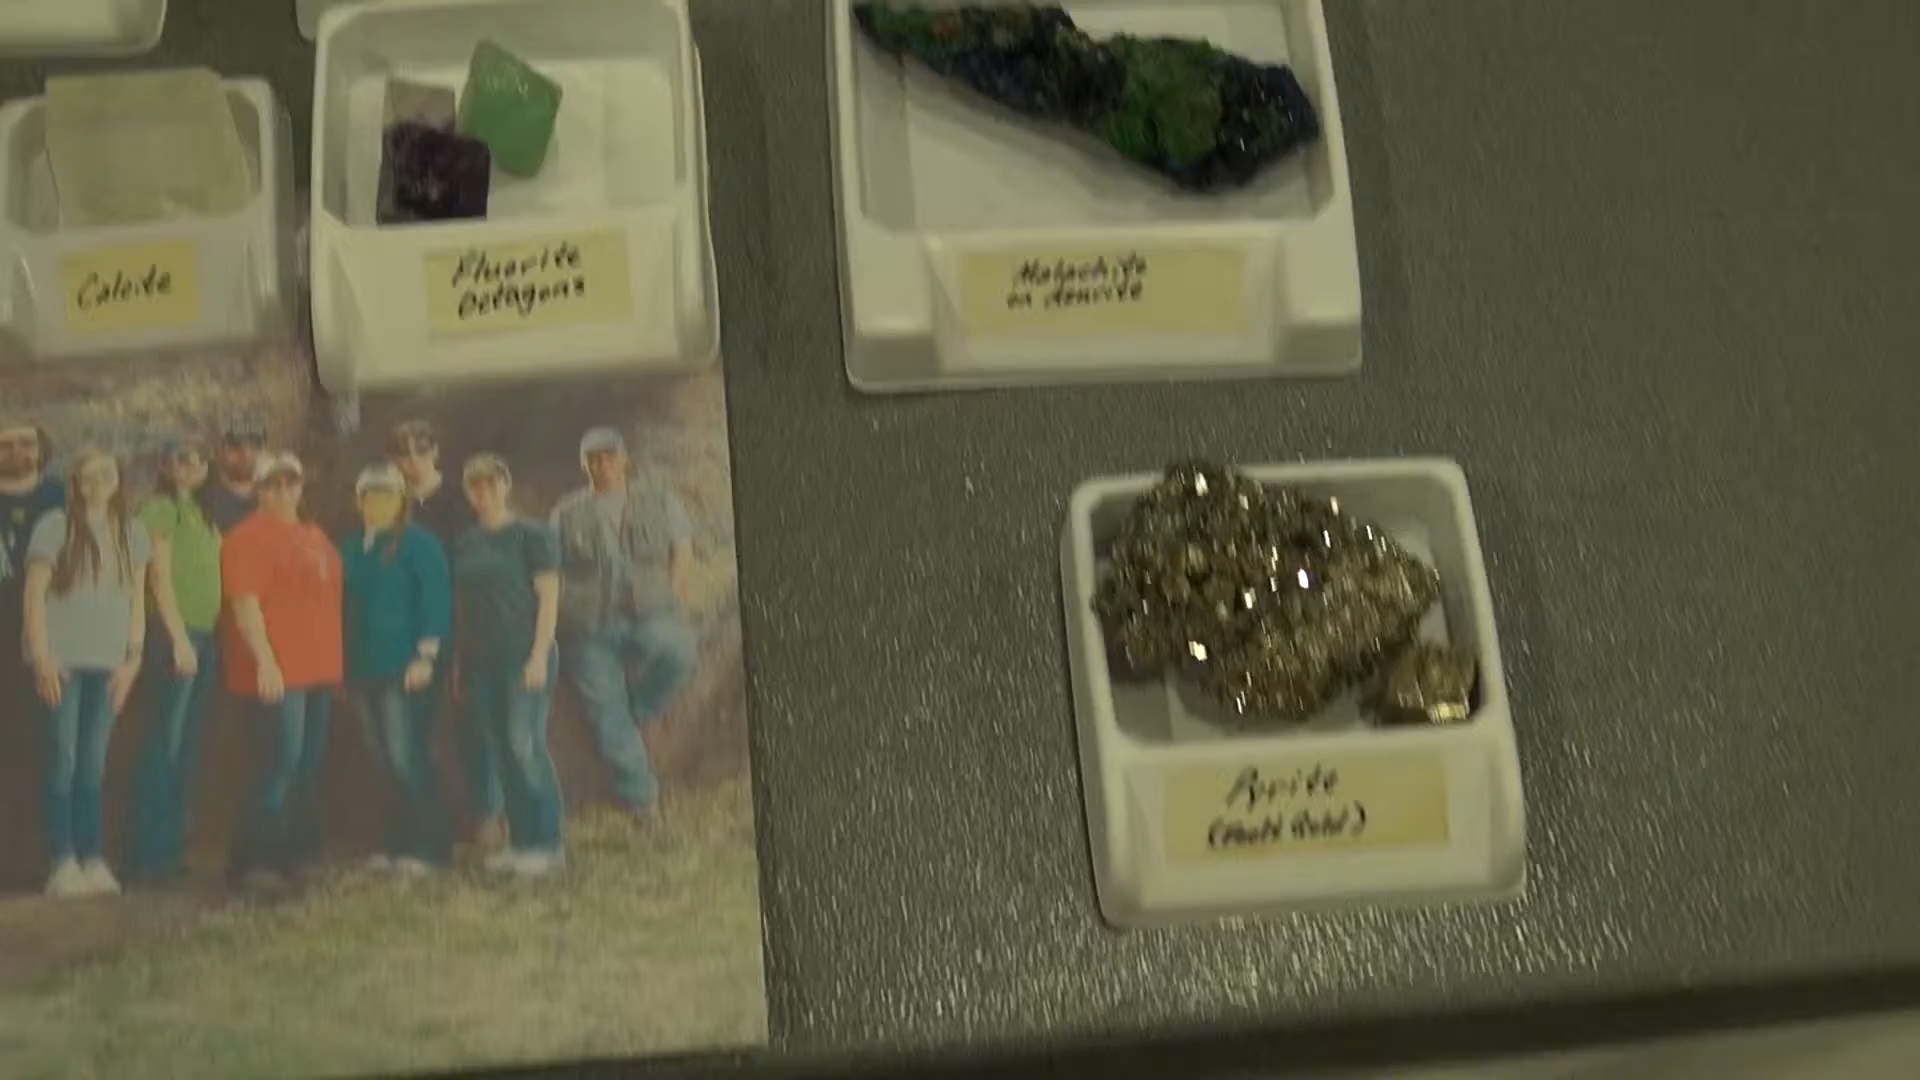 Calcite
Fluorite
Octagons
Malachite
on Azurite
Pyrite
(Fool's Gold)